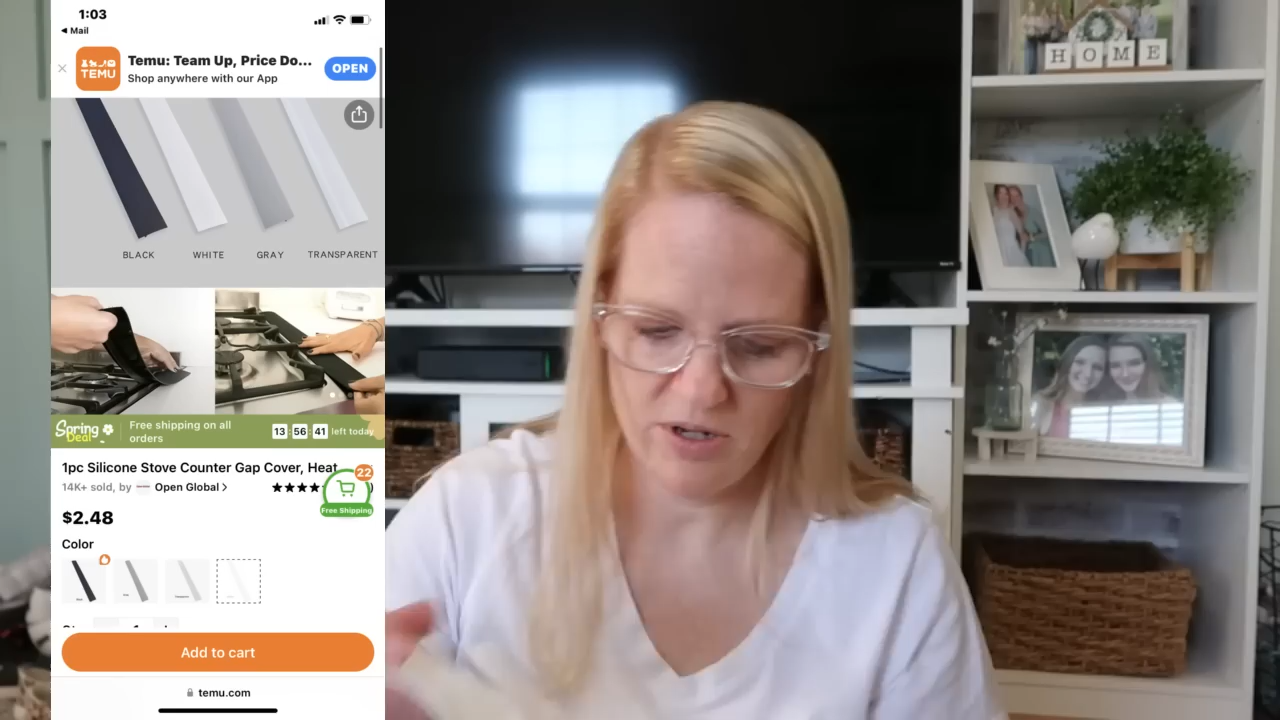 1:03
Mail
TEMU
Temu: Team Up, Price Do...
Shop anywhere with our App
OPEN
BLACK
WHITE
GRAY
TRANSPARENT
Spring Deal
Free shipping on all orders
13:56:41 left today
1pc Silicone Stove Counter Gap Cover, Heat
22
14K+ sold, by Open Global >
Free Shipping
$2.48
Color
1
Add to cart
temu.com
HOME